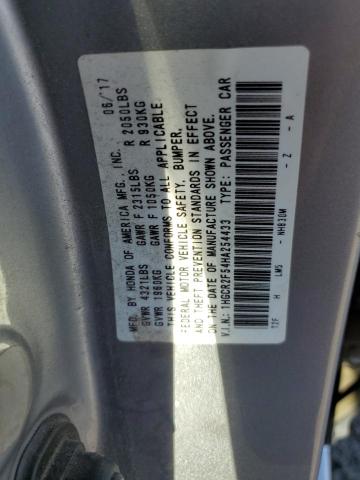 MFD. BY HONDA OF AMERICA MFG., INC. 06/'17
GVWR 4321LBS GAWR F 2315LBS R 2050LBS
GVWR 1960KG GAWR F 1050KG R 930KG
THIS VEHICLE CONFORMS TO ALL APPLICABLE
FEDERAL MOTOR VEHICLE SAFETY, BUMPER,
AND THEFT PREVENTION STANDARDS IN EFFECT
ON THE DATE OF MANUFACTURE SHOWN ABOVE.
V.I.N.: 1HGCR2F54HA254433 TYPE: PASSENGER CAR
T2F H LM5 - NH830M - Z - A